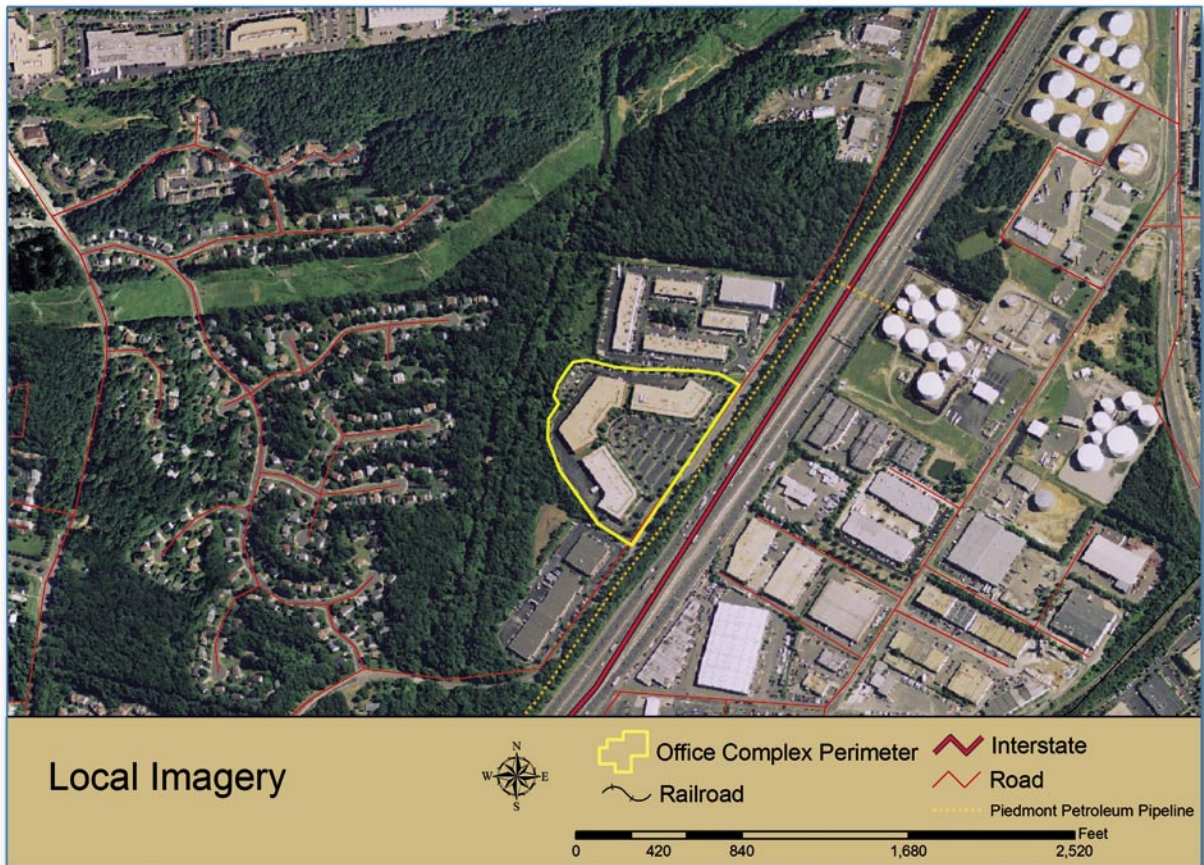 Local Imagery
N
W E
S
Office Complex Perimeter
Railroad
Interstate
Road
Piedmont Petroleum Pipeline
Feet
0 420 840 1,680 2,520